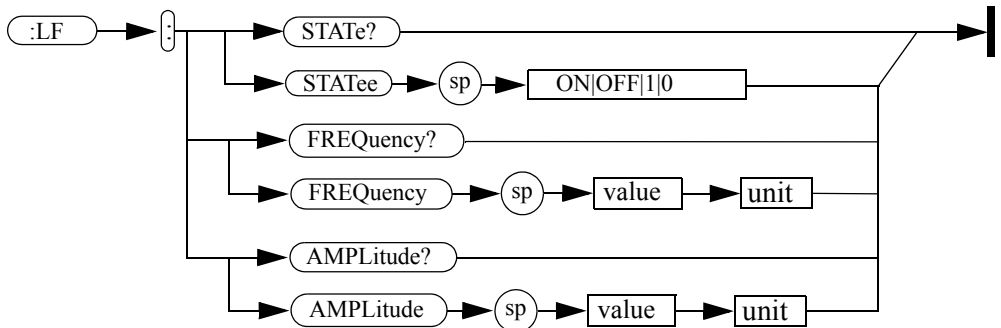 :LF : STATe?
STATee sp ON|OFF|1|0
FREQuency?
FREQuency sp value unit
AMPLitude?
AMPLitude sp value unit